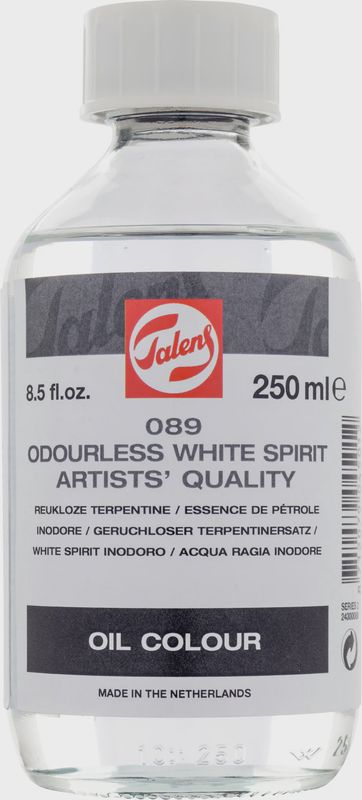 Talens
8.5 fl.oz.
250 ml e
089
ODOURLESS WHITE SPIRIT
ARTISTS' QUALITY
REUKLOZE TERPENTINE / ESSENCE DE PÉTROLE
INODORE / GERUCHLOSER TERPENTINERSATZ /
WHITE SPIRIT INODORO / ACQUA RAGIA INODORE
OIL COLOUR
MADE IN THE NETHERLANDS